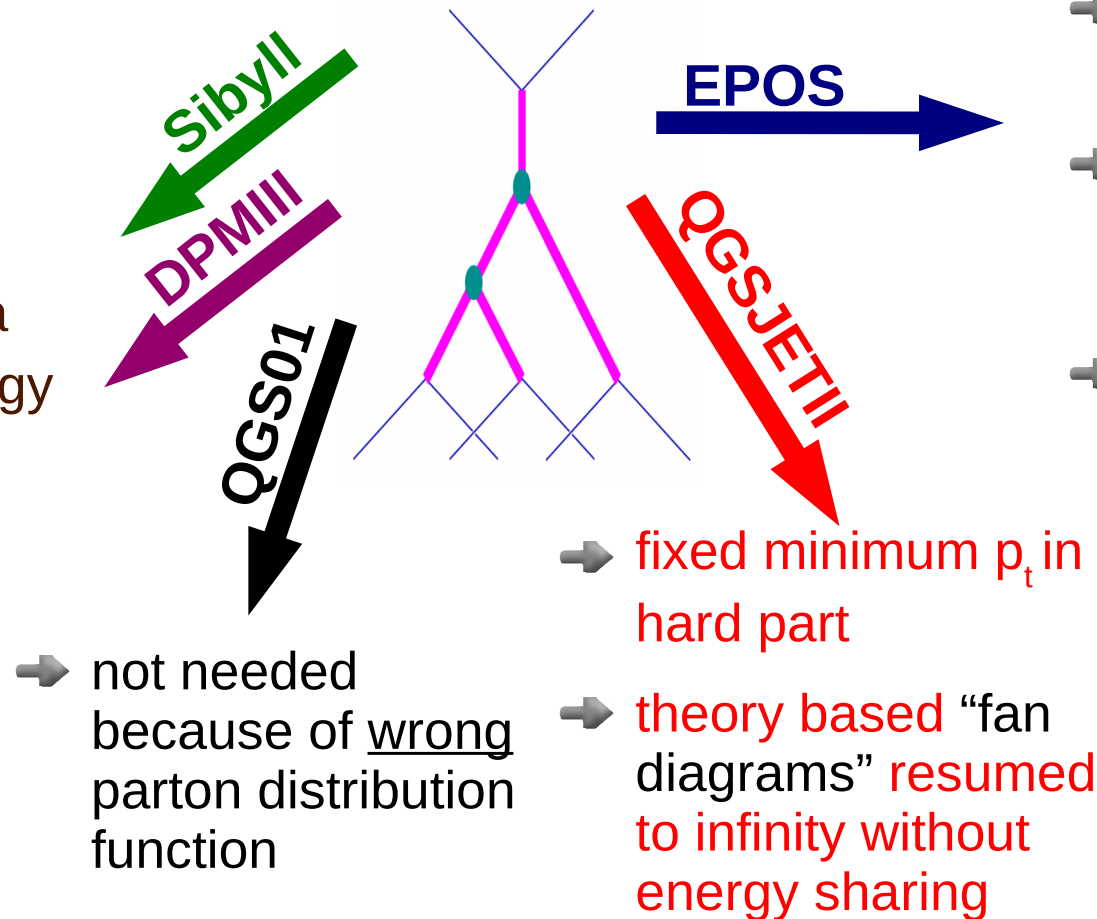 Sibyll
EPOS
DPMIII
QGSJETII
QGS01
gy
fixed minimum pt in
hard part
not needed
because of wrong
parton distribution
function
theory based “fan
diagrams” resumed
to infinity without
energy sharing